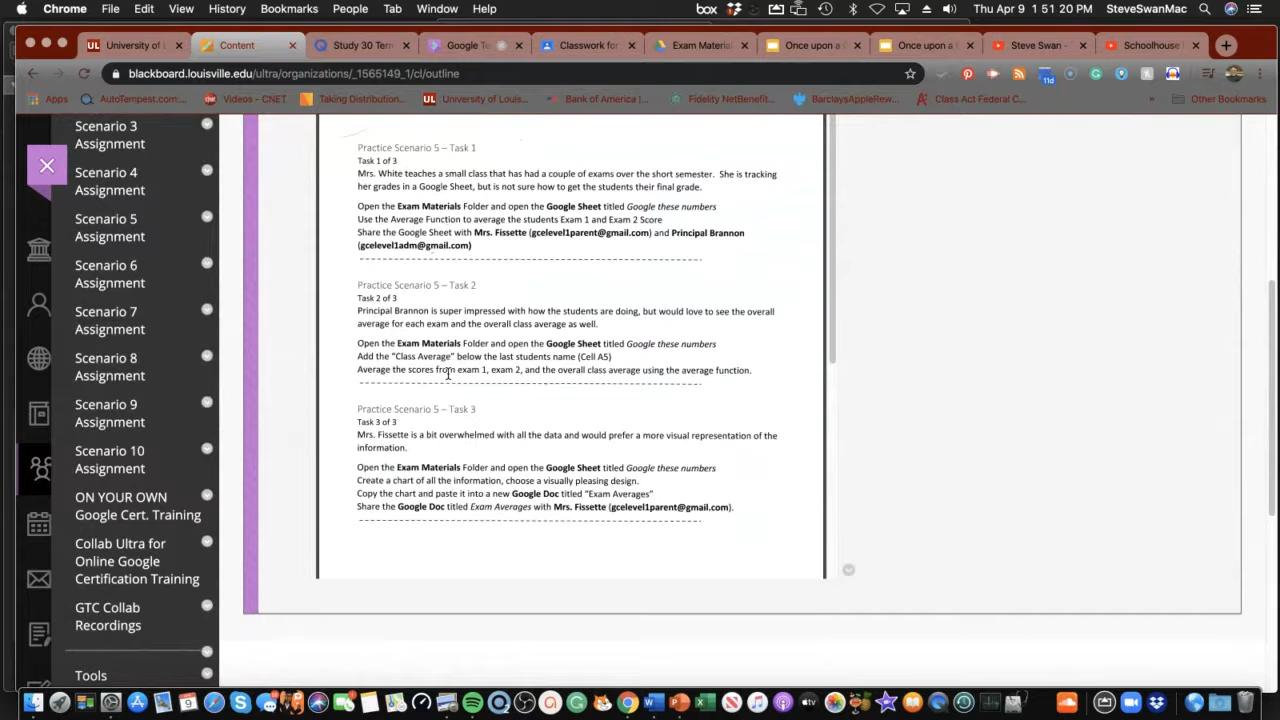 Chrome File Edit View History Bookmarks People Tab Window Help
box Thu Apr 9 1:51:20 PM SteveSwanMac
University of L
Content
Study 30 Term
Google Te
Classwork for
Exam Material
Once upon a C
Once upon a
Steve Swan -
Schoolhouse
blackboard.louisville.edu/ultra/organizations/_1565149_1/cl/outline
11d
Apps AutoTempest.com:... Videos - CNET Taking Distribution... University of Louis... Bank of America |... Fidelity NetBenefit... BarclaysAppleRew... Class Act Federal C... » Other Bookmarks
Scenario 3
Assignment
Scenario 4
Assignment
Scenario 5
Assignment
Scenario 6
Assignment
Scenario 7
Assignment
Scenario 8
Assignment
Scenario 9
Assignment
Scenario 10
Assignment
ON YOUR OWN
Google Cert. Training
Collab Ultra for
Online Google
Certification Training
GTC Collab
Recordings
Tools
Practice Scenario 5 – Task 1
Task 1 of 3
Mrs. White teaches a small class that has had a couple of exams over the short semester. She is tracking
her grades in a Google Sheet, but is not sure how to get the students their final grade.
Open the Exam Materials Folder and open the Google Sheet titled Google these numbers
Use the Average Function to average the students Exam 1 and Exam 2 Score
Share the Google Sheet with Mrs. Fissette (gcelevel1parent@gmail.com) and Principal Brannon
(gcelevel1adm@gmail.com)
Practice Scenario 5 – Task 2
Task 2 of 3
Principal Brannon is super impressed with how the students are doing, but would love to see the overall
average for each exam and the overall class average as well.
Open the Exam Materials Folder and open the Google Sheet titled Google these numbers
Add the "Class Average" below the last students name (Cell A5)
Average the scores from exam 1, exam 2, and the overall class average using the average function.
Practice Scenario 5 – Task 3
Task 3 of 3
Mrs. Fissette is a bit overwhelmed with all the data and would prefer a more visual representation of the
information.
Open the Exam Materials Folder and open the Google Sheet titled Google these numbers
Create a chart of all the information, choose a visually pleasing design.
Copy the chart and paste it into a new Google Doc titled "Exam Averages"
Share the Google Doc titled Exam Averages with Mrs. Fissette (gcelevel1parent@gmail.com).